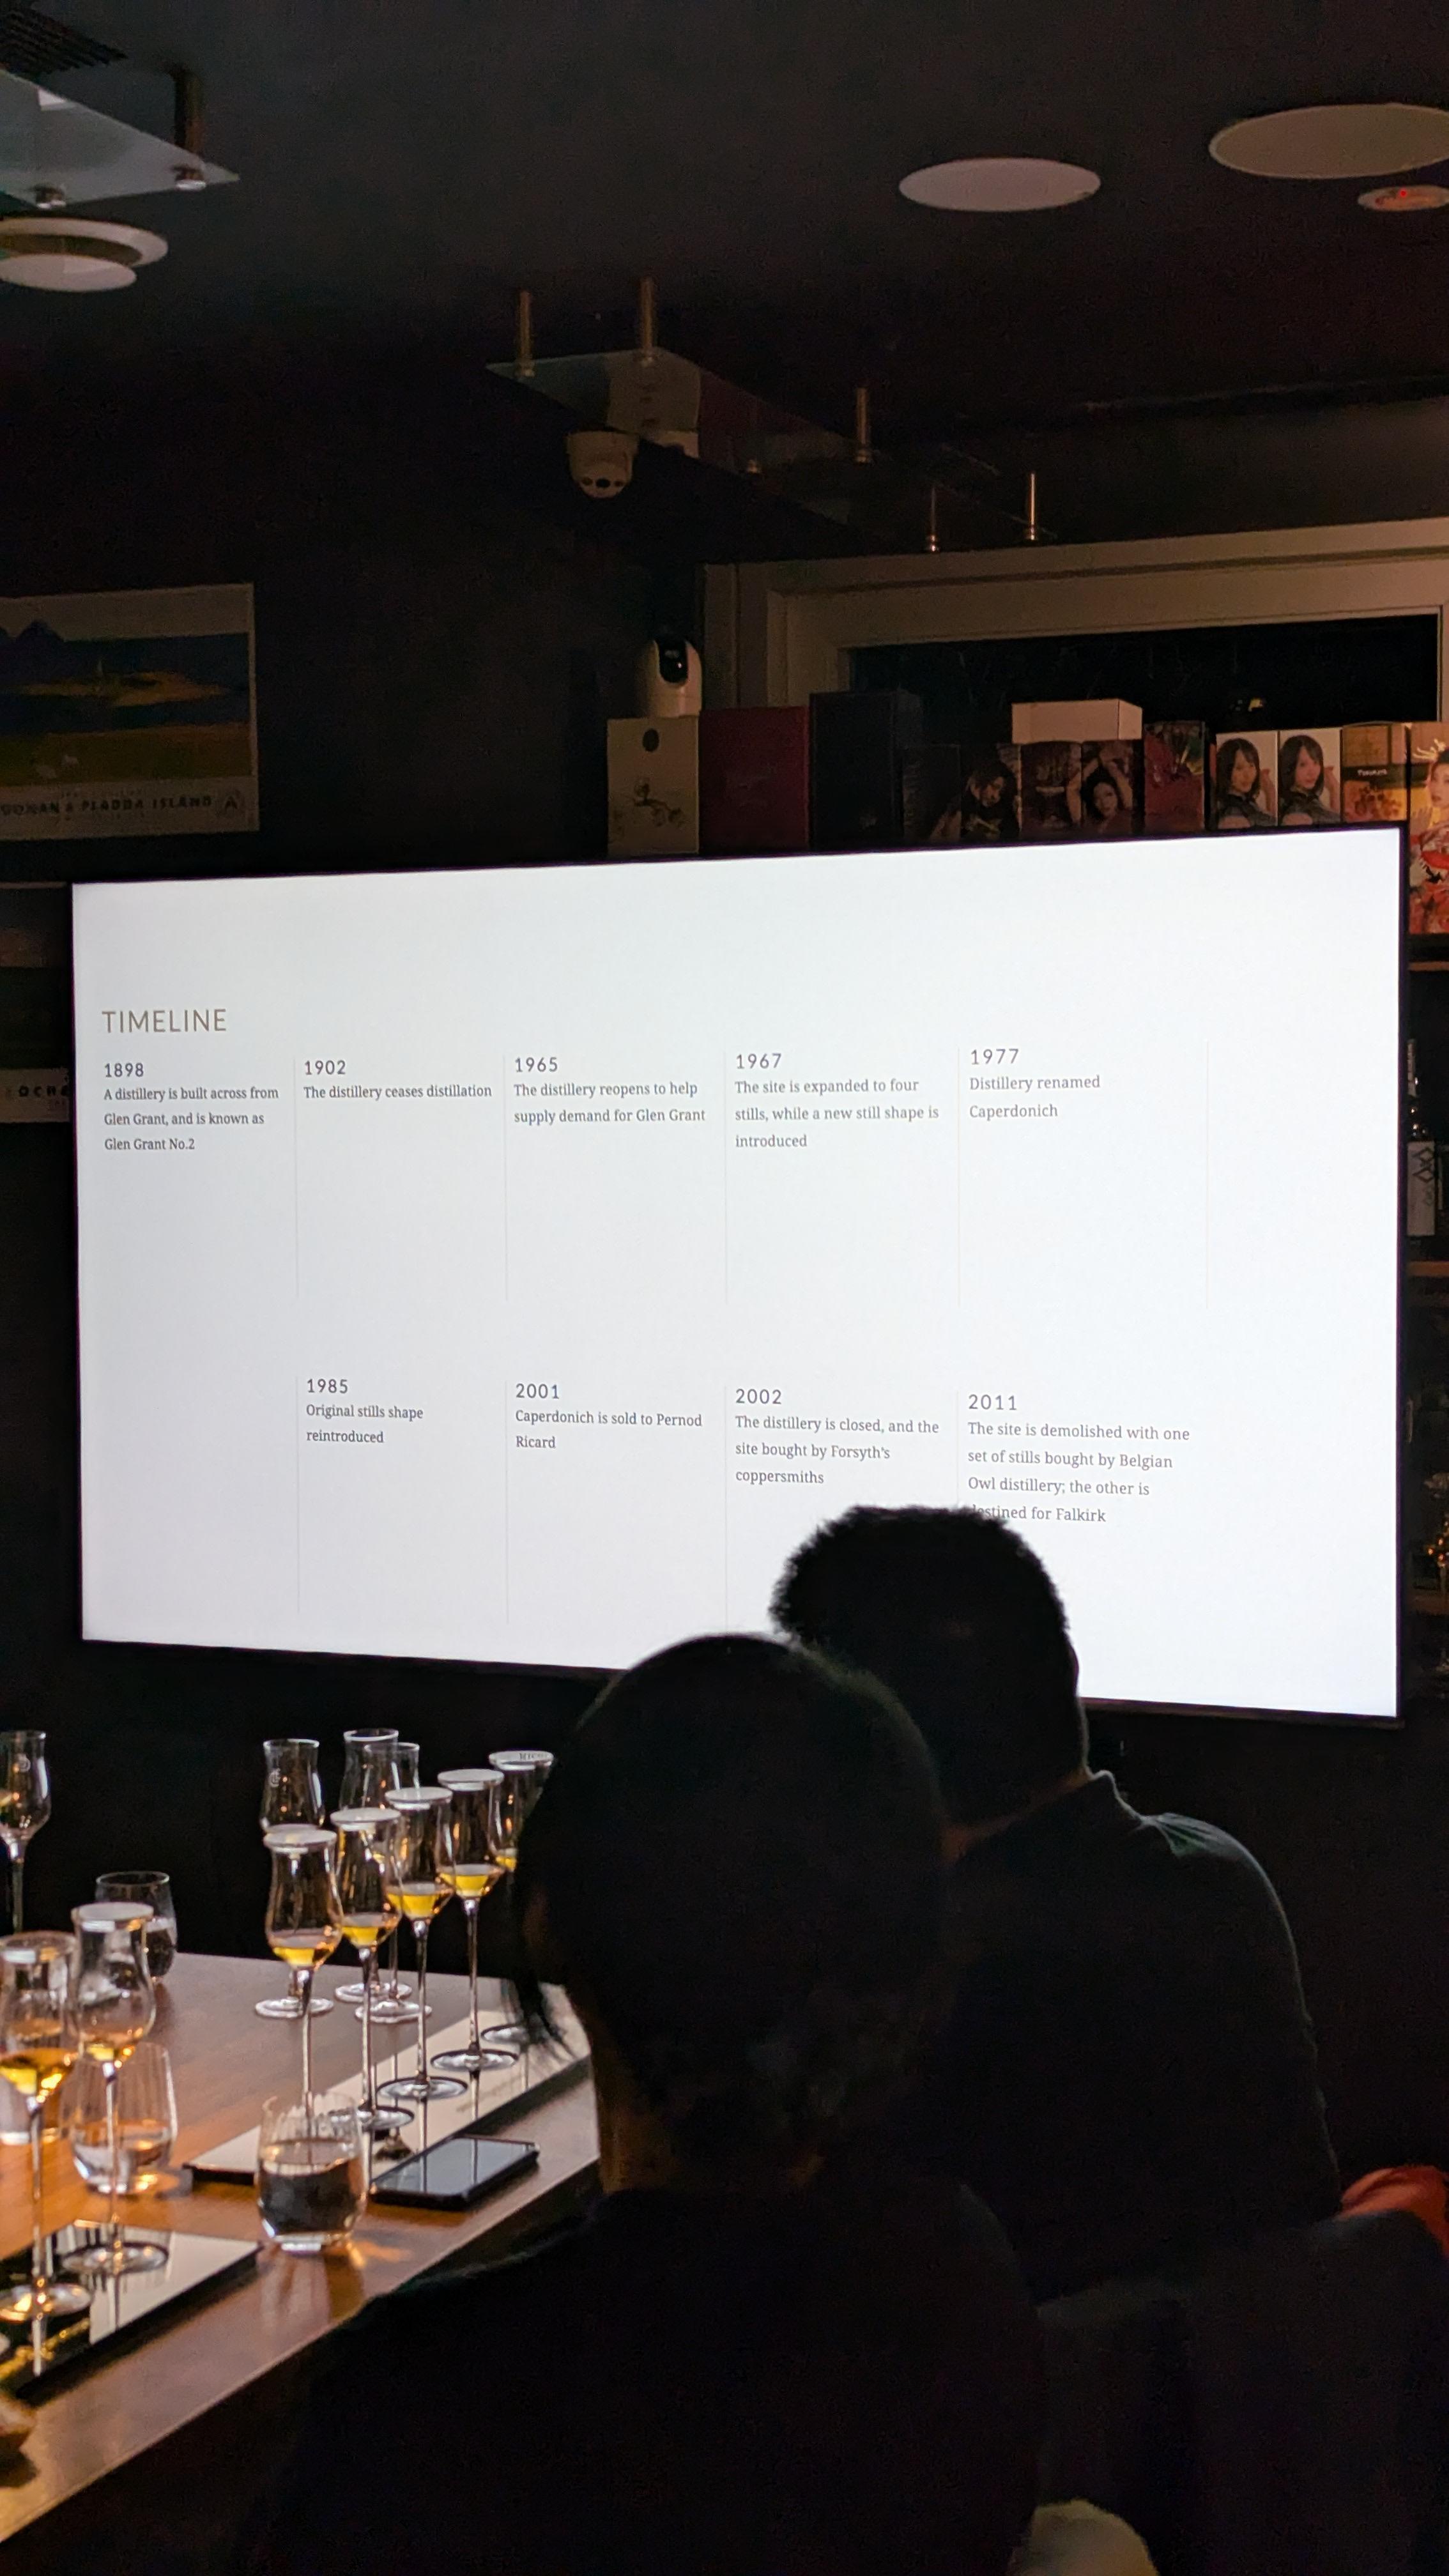 PLADDA ISLAND
TIMELINE
1898
A distillery is built across from
Glen Grant, and is known as
Glen Grant No.2
1902
The distillery ceases distillation
1965
The distillery reopens to help
supply demand for Glen Grant
1967
The site is expanded to four
stills, while a new still shape is
introduced
1977
Distillery renamed
Caperdonich
1985
Original stills shape
reintroduced
2001
Caperdonich is sold to Pernod
Ricard
2002
The distillery is closed, and the
site bought by Forsyth's
coppersmiths
2011
The site is demolished with one
set of stills bought by Belgian
Owl distillery; the other is
destined for Falkirk